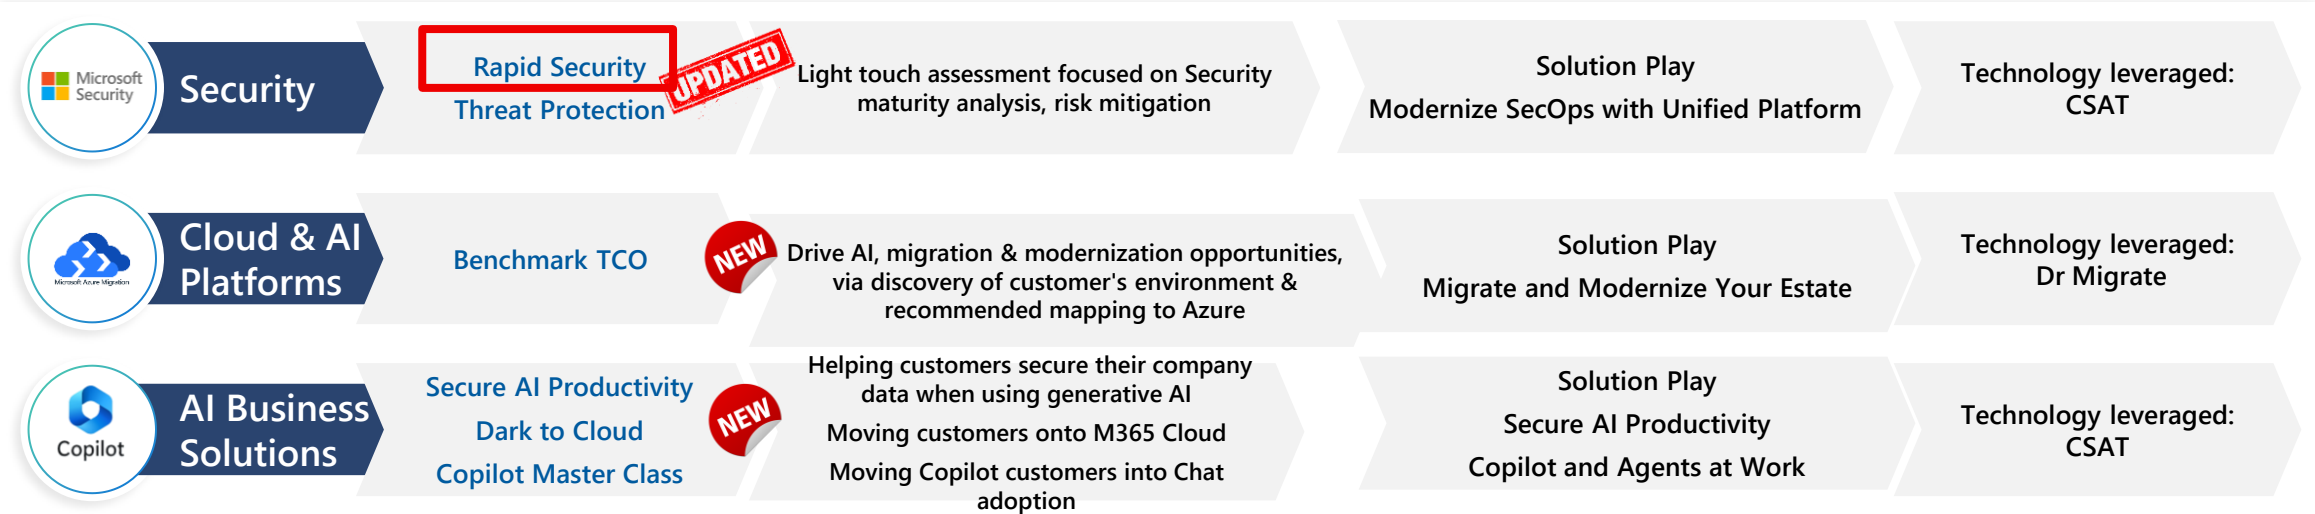 Microsoft
Security
Security
Rapid Security
Threat Protection
UPDATED
Light touch assessment focused on Security
maturity analysis, risk mitigation
Solution Play
Modernize SecOps with Unified Platform
Technology leveraged:
CSAT
Microsoft Azure Migration
Cloud & AI
Platforms
Benchmark TCO
NEW
Drive AI, migration & modernization opportunities,
via discovery of customer's environment &
recommended mapping to Azure
Solution Play
Migrate and Modernize Your Estate
Technology leveraged:
Dr Migrate
Copilot
AI Business
Solutions
Secure AI Productivity
Dark to Cloud
Copilot Master Class
NEW
Helping customers secure their company
data when using generative AI
Moving customers onto M365 Cloud
Moving Copilot customers into Chat
adoption
Solution Play
Secure AI Productivity
Copilot and Agents at Work
Technology leveraged:
CSAT